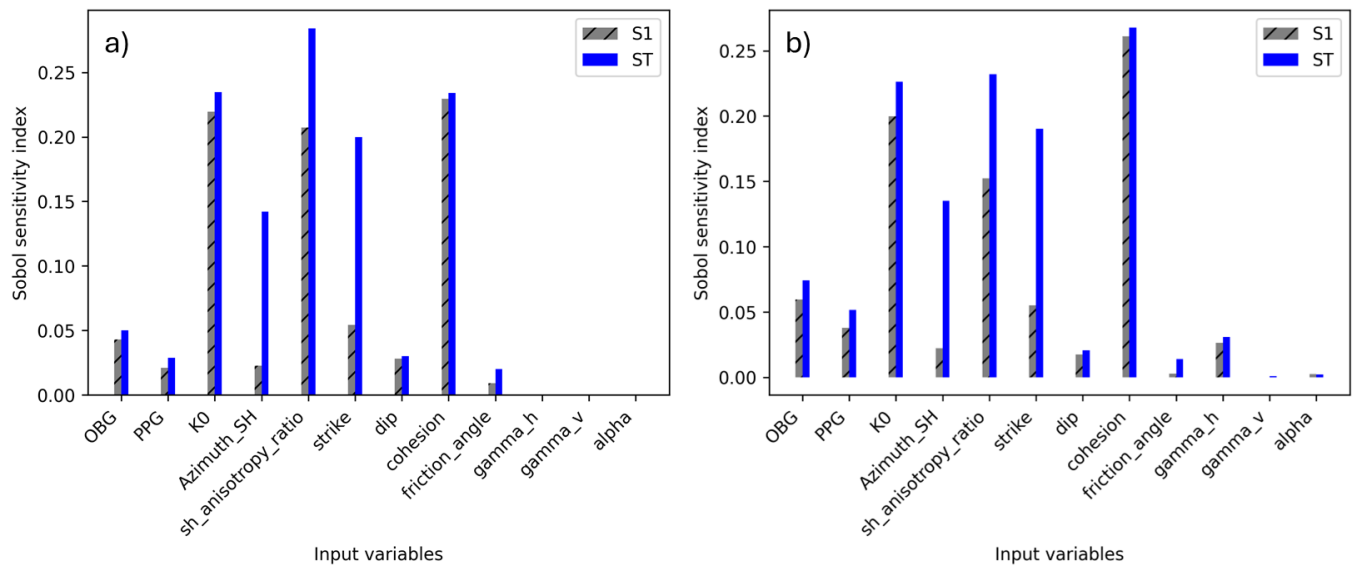 a)
S1
ST
Sobol sensitivity index
0.25
0.20
0.15
0.10
0.05
0.00
OBG
PPG
K0
Azimuth_SH
sh_anisotropy_ratio
strike
dip
cohesion
friction_angle
gamma_h
gamma_v
alpha
Input variables
b)
S1
ST
Sobol sensitivity index
0.25
0.20
0.15
0.10
0.05
0.00
OBG
PPG
K0
Azimuth_SH
sh_anisotropy_ratio
strike
dip
cohesion
friction_angle
gamma_h
gamma_v
alpha
Input variables